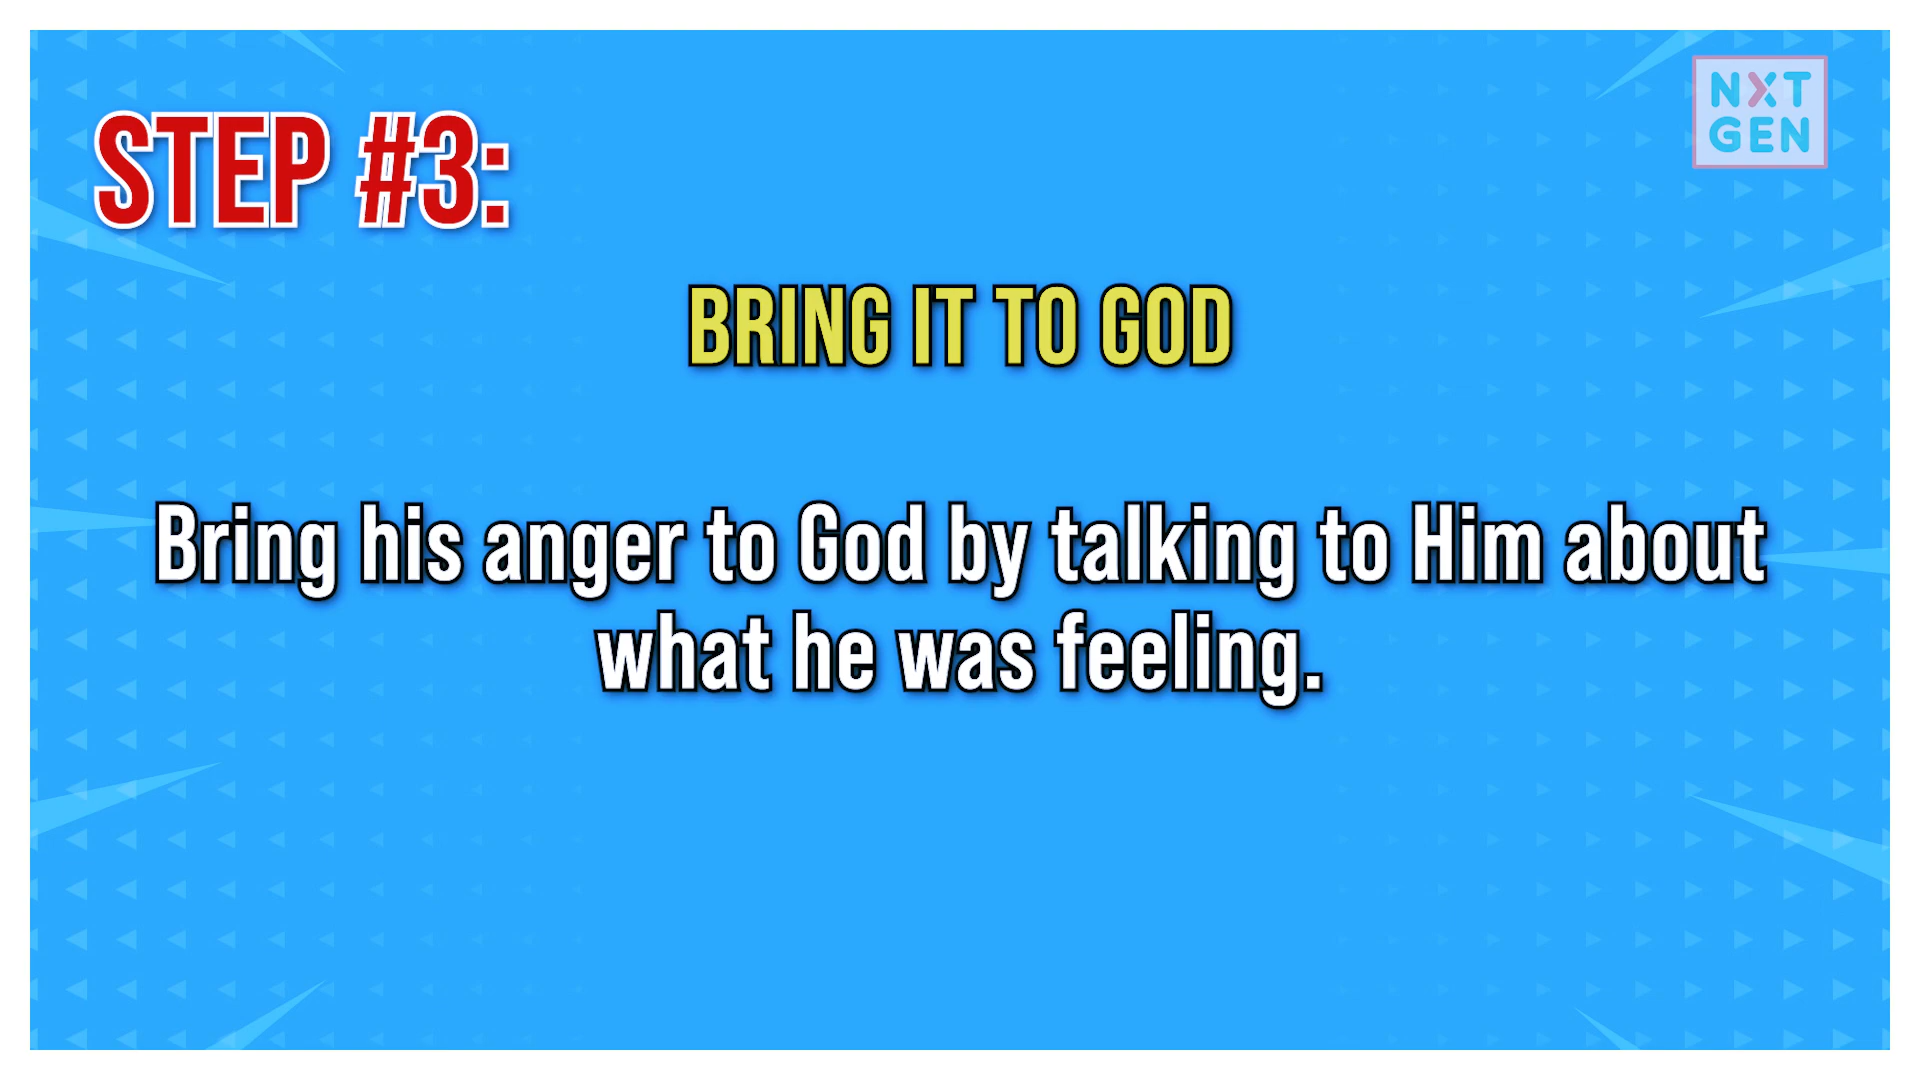 STEP #3:
NXT
GEN
BRING IT TO GOD
Bring his anger to God by talking to Him about
what he was feeling.